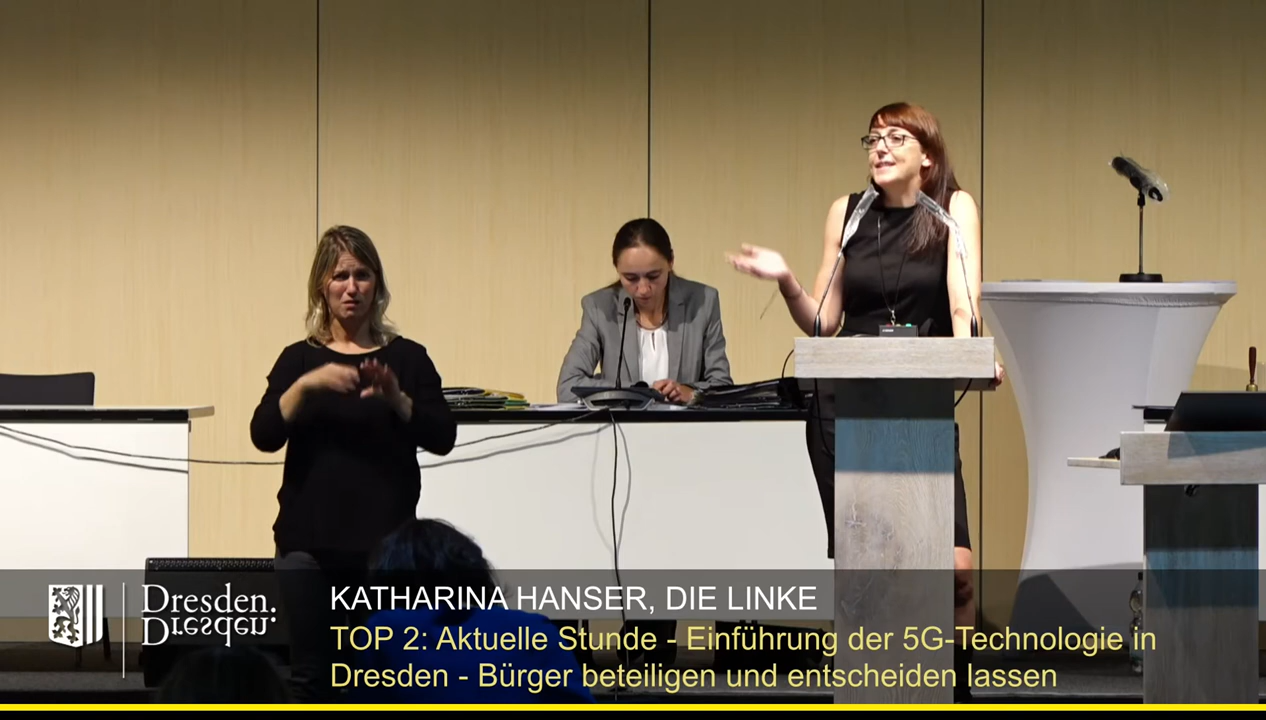 Dresden.
Dresden.
KATHARINA HANSER, DIE LINKE
TOP 2: Aktuelle Stunde - Einführung der 5G-Technologie in
Dresden - Bürger beteiligen und entscheiden lassen